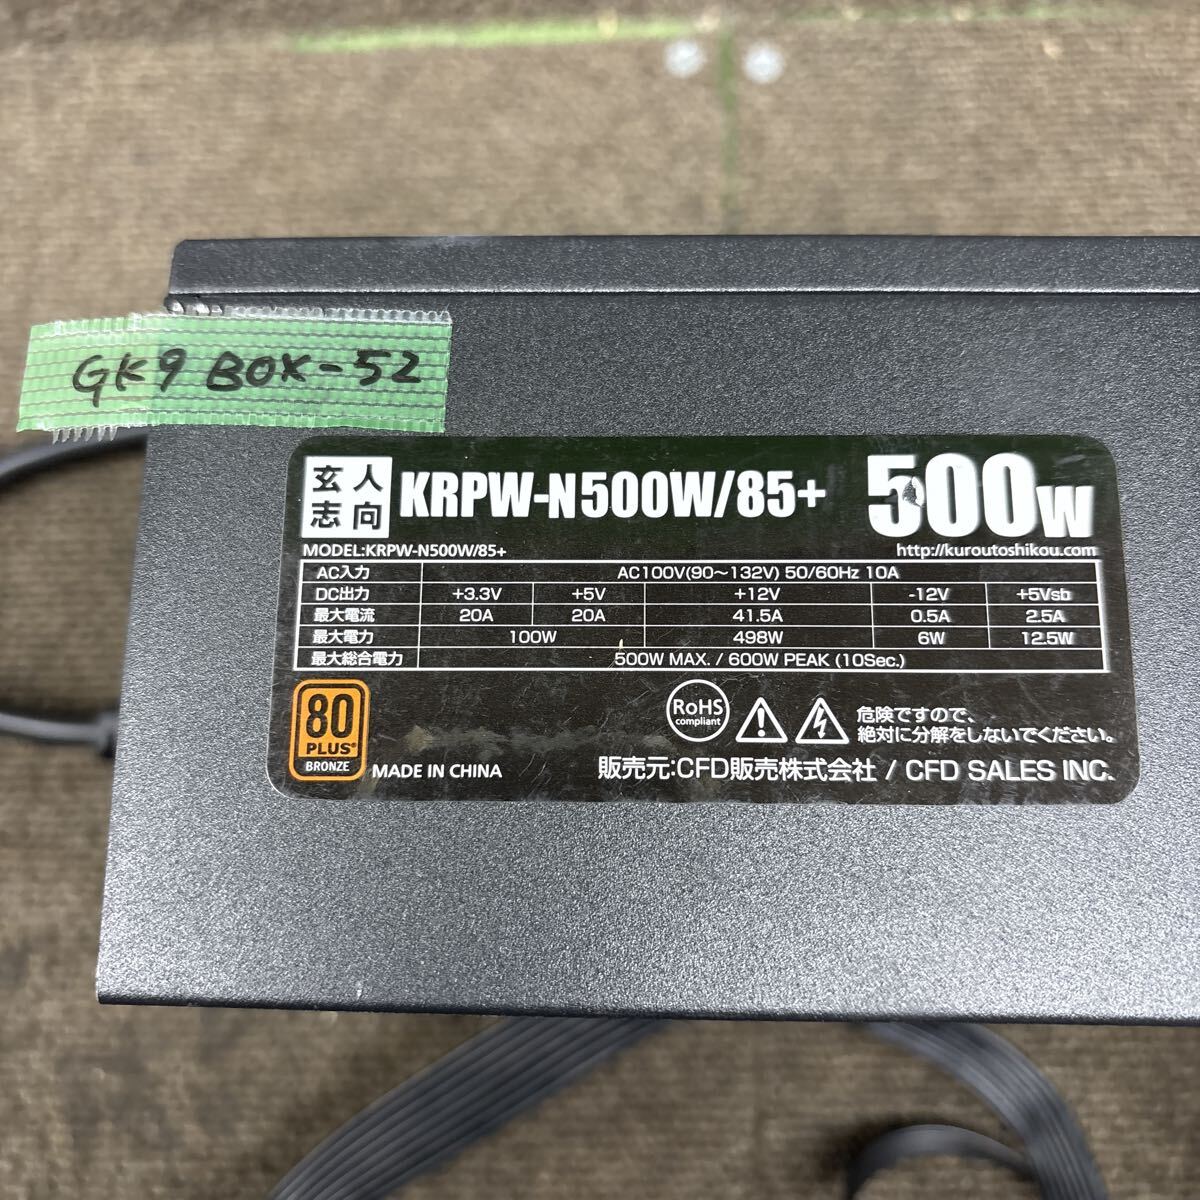 GK9 BOX-52
玄人
志向
KRPW-N500W/85+
500W
MODEL:KRPW-N500W/85+
http://kuroutoshikou.com
AC入力 AC100V(90～132V) 50/60Hz 10A
DC出力 +3.3V +5V +12V -12V +5Vsb
最大電流 20A 20A 41.5A 0.5A 2.5A
最大電力 100W 498W 6W 12.5W
最大総合電力 500W MAX. / 600W PEAK (10Sec.)
80
PLUS®
BRONZE
MADE IN CHINA
RoHS
compliant
危険ですので、
絶対に分解をしないでください。
販売元:CFD販売株式会社 / CFD SALES INC.